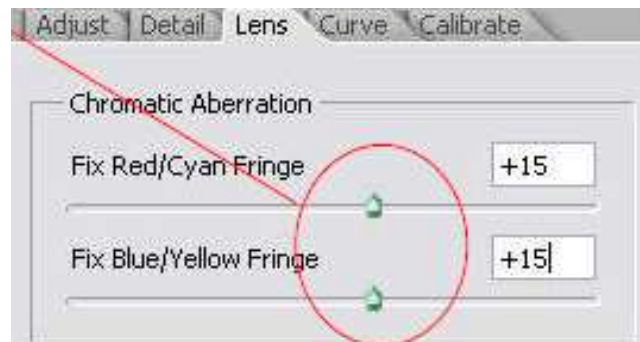 Adjust Detail Lens Curve Calibrate
Chromatic Aberration
Fix Red/Cyan Fringe +15
Fix Blue/Yellow Fringe +15